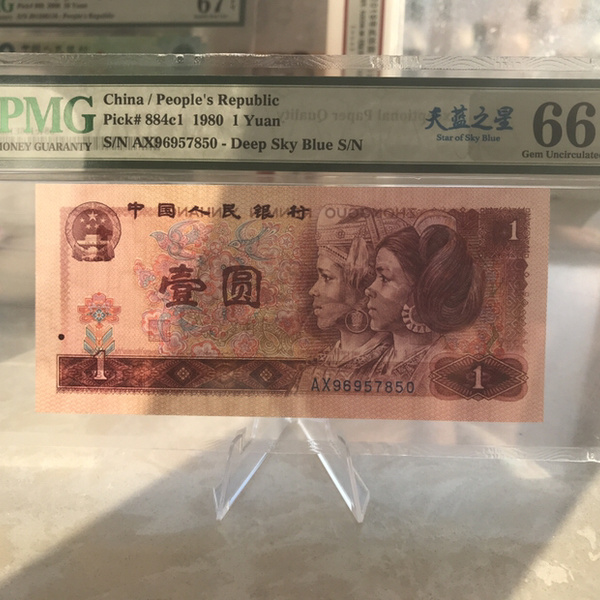 67
PMG
MONEY GUARANTY
China / People's Republic
Pick# 884c1 1980 1 Yuan
S/N AX96957850 - Deep Sky Blue S/N
天蓝之星
Star of Sky Blue
66
Gem Uncirculated
中国人民银行
1
壹圆
1
AX96957850
1